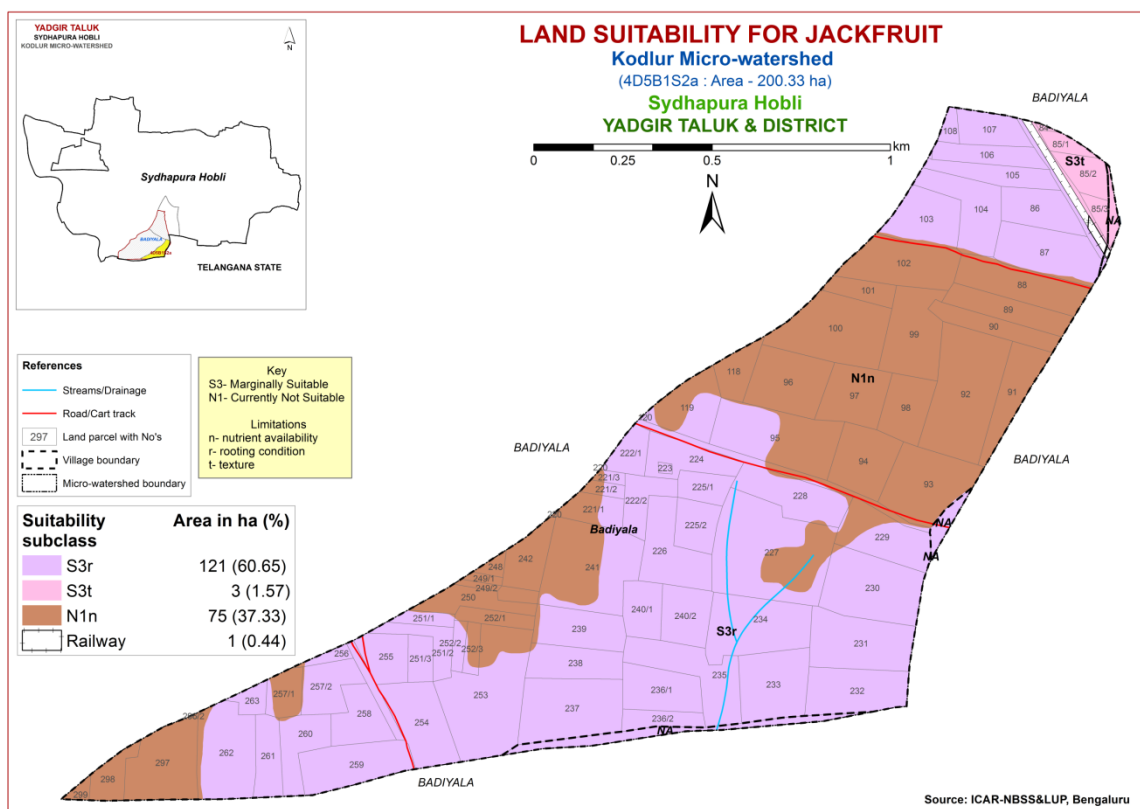 YADGIR TALUK
SYDHAPURA HOBLI
KODLUR MICRO-WATERSHED
N
Sydhapura Hobli
BADIYALA
TELANGANA STATE
LAND SUITABILITY FOR JACKFRUIT
Kodlur Micro-watershed
(4D5B1S2a : Area - 200.33 ha)
Sydhapura Hobli
YADGIR TALUK & DISTRICT
km
0 0.25 0.5 1
N
References
Streams/Drainage
Road/Cart track
297 Land parcel with No's
Village boundary
Micro-watershed boundary
Key
S3- Marginally Suitable
N1- Currently Not Suitable
Limitations
n- nutrient availability
r- rooting condition
t- texture
Suitability subclass Area in ha (%)
S3r 121 (60.65)
S3t 3 (1.57)
N1n 75 (37.33)
Railway 1 (0.44)
BADIYALA
108 107
85/1
S3t
106
85/2
105
86
85/3
104
103
NA
87
102
88
101
89
90
100
99
118
96
N1n
97
98
92
91
119
95
94
93
BADIYALA
BADIYALA
222/1
224
220
223
221/3
221/2
225/1
228
222/2
221/1
225/2
Badiyala
NA
NA
229
226
227
242
241
248
249/1
249/2
250
230
240/1
240/2
234
S3r
251/1
252/1
239
231
252/2
251/2
252/3
256
255
251/3
238
235
233
232
253
236/1
237
236/2
NA
257/1
257/2
263
258
254
260
262
261
259
297
298
299
BADIYALA
Source: ICAR-NBSS&LUP, Bengaluru